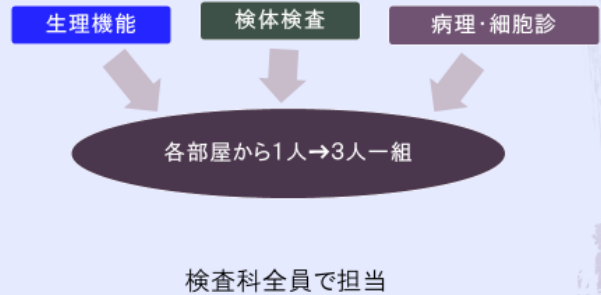 生理機能
検体検査
病理・細胞診
各部屋から1人→3人一組
検査科全員で担当